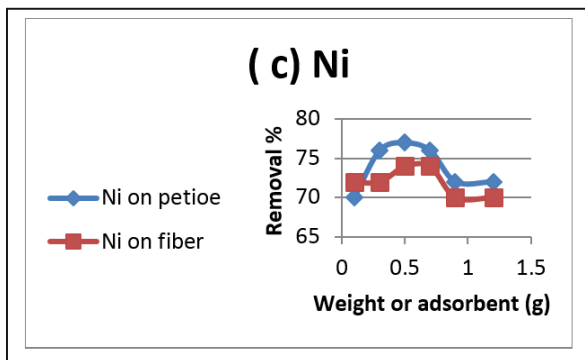 ( c) Ni
80
75
70
65
Removal %
0
0.5
1
1.5
Weight or adsorbent (g)
Ni on petioe
Ni on fiber